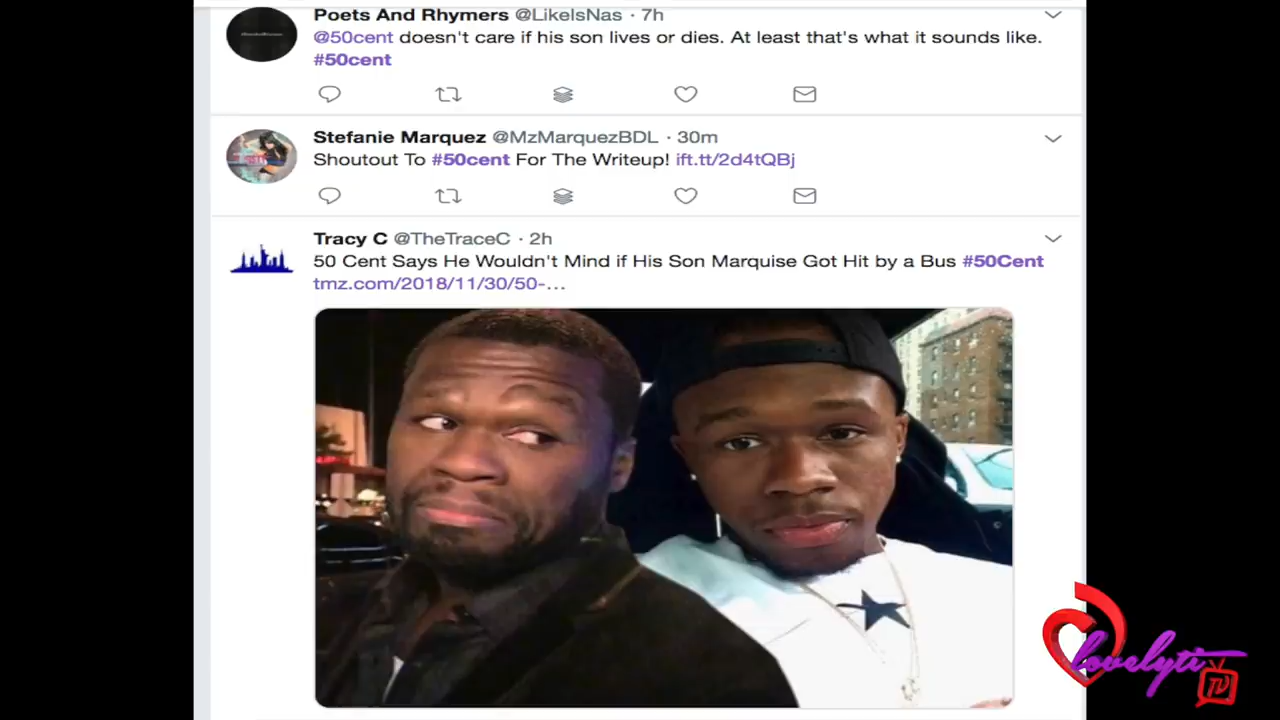 Poets And Rhymers @LikeIsNas · 7h
@50cent doesn't care if his son lives or dies. At least that's what it sounds like.
#50cent
Stefanie Marquez @MzMarquezBDL · 30m
Shoutout To #50cent For The Writeup! ift.tt/2d4tQBj
Tracy C @TheTraceC · 2h
50 Cent Says He Wouldn't Mind if His Son Marquise Got Hit by a Bus #50Cent
tmz.com/2018/11/30/50-…
lovelyti
TV